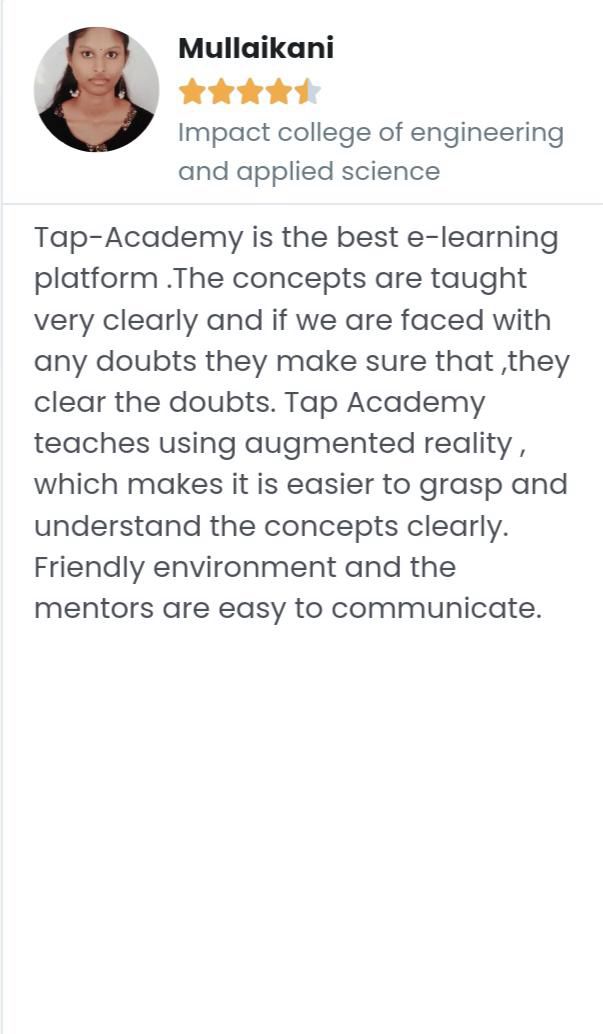 Mullaikani
Impact college of engineering
and applied science
Tap-Academy is the best e-learning
platform .The concepts are taught
very clearly and if we are faced with
any doubts they make sure that ,they
clear the doubts. Tap Academy
teaches using augmented reality ,
which makes it is easier to grasp and
understand the concepts clearly.
Friendly environment and the
mentors are easy to communicate.